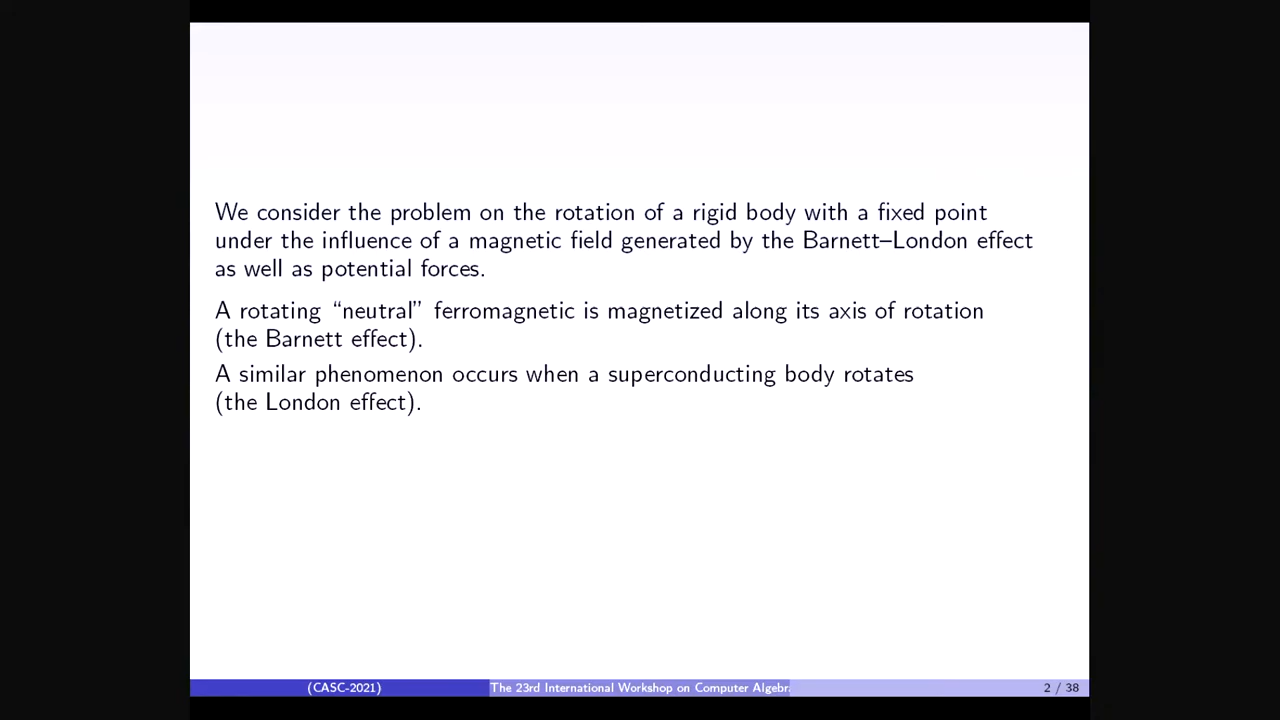 We consider the problem on the rotation of a rigid body with a fixed point
under the influence of a magnetic field generated by the Barnett–London effect
as well as potential forces.
A rotating “neutral” ferromagnetic is magnetized along its axis of rotation
(the Barnett effect).
A similar phenomenon occurs when a superconducting body rotates
(the London effect).
(CASC-2021) The 23rd International Workshop on Computer Algebr 2 / 38